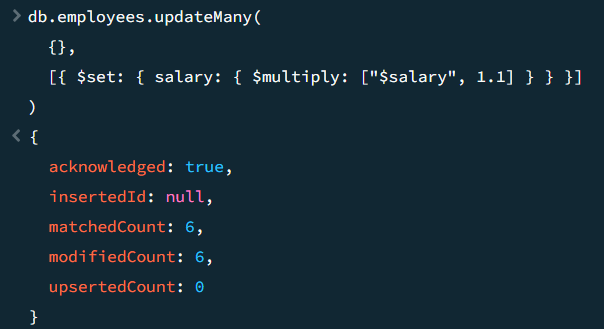 > db.employees.updateMany(
{},
[{ $set: { salary: { $multiply: ["$salary", 1.1] } } }]
)
< {
acknowledged: true,
insertedId: null,
matchedCount: 6,
modifiedCount: 6,
upsertedCount: 0
}